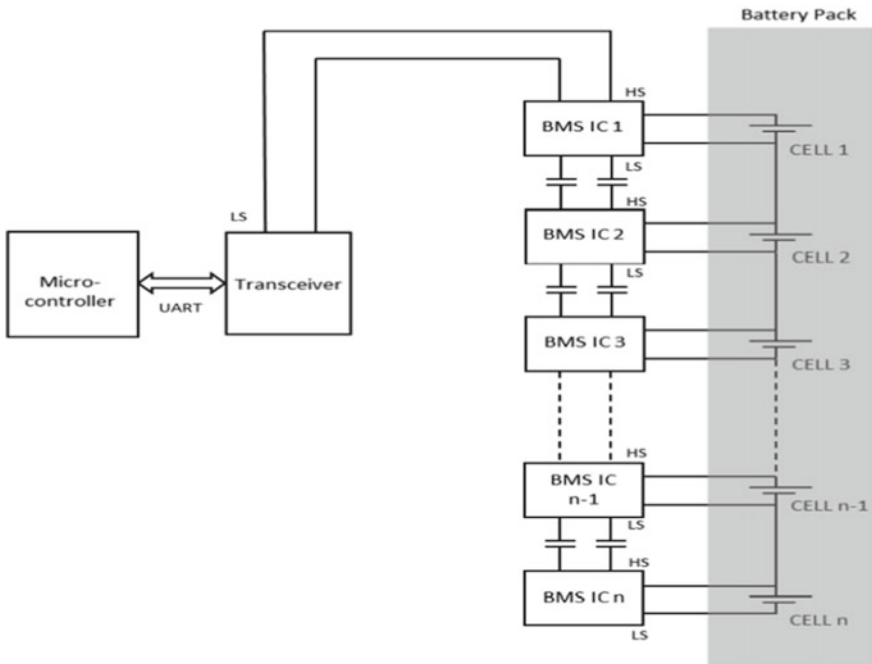 Battery Pack
HS
BMS IC 1
CELL 1
LS
HS
LS
BMS IC 2
CELL 2
LS
Micro-
controller
UART
Transceiver
BMS IC 3
CELL 3
HS
BMS IC
n-1
CELL n-1
LS
HS
BMS IC n
CELL n
LS